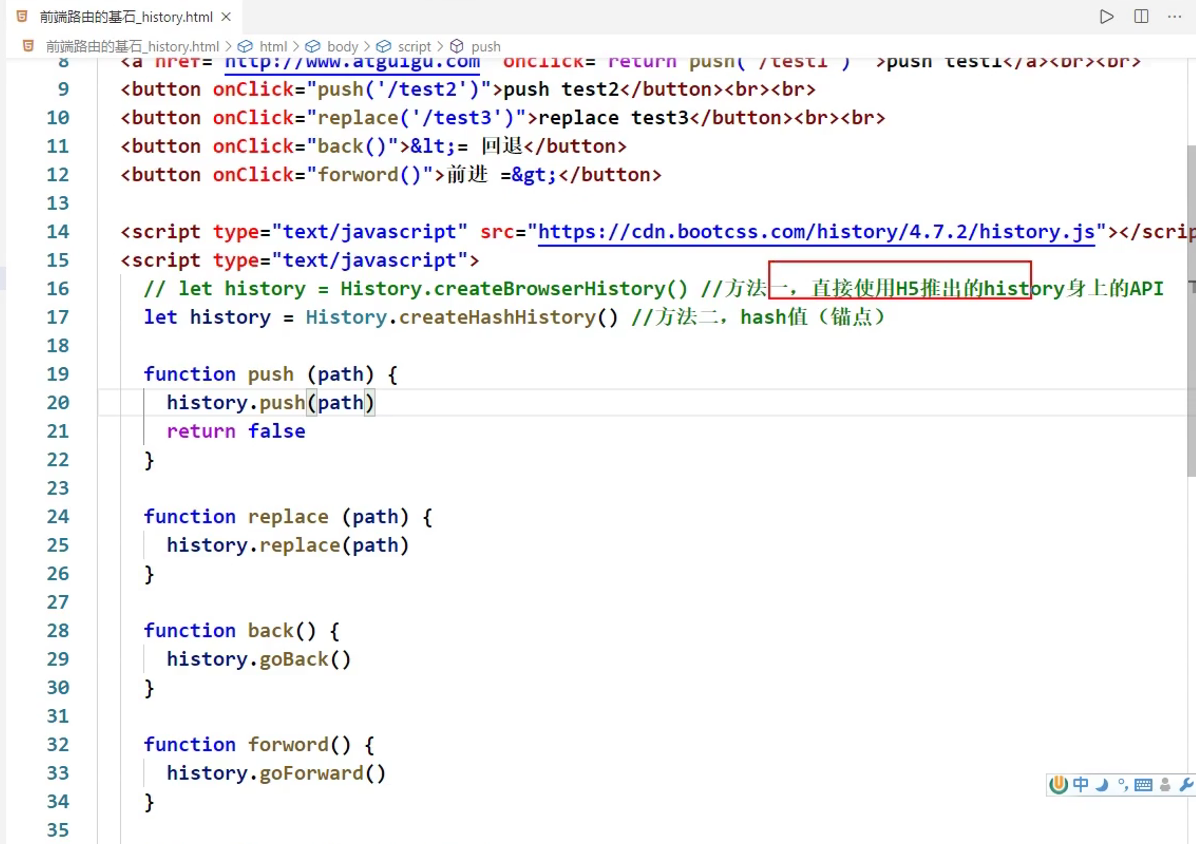 前端路由的基石_history.html ×
前端路由的基石_history.html > html > body > script > push
8 <a href="http://www.atguigu.com" onclick="return push('/test1') ">push test1</a><br><br>
9 <button onClick="push('/test2')">push test2</button><br><br>
10 <button onClick="replace('/test3')">replace test3</button><br><br>
11 <button onClick="back()">&lt;= 回退</button>
12 <button onClick="forword()">前进 =&gt;</button>
13
14 <script type="text/javascript" src="https://cdn.bootcss.com/history/4.7.2/history.js"></scrip
15 <script type="text/javascript">
16 // let history = History.createBrowserHistory() //方法一，直接使用H5推出的history身上的API
17 let history = History.createHashHistory() //方法二，hash值（锚点）
18
19 function push (path) {
20 history.push(path)
21 return false
22 }
23
24 function replace (path) {
25 history.replace(path)
26 }
27
28 function back() {
29 history.goBack()
30 }
31
32 function forword() {
33 history.goForward()
34 }
35
中